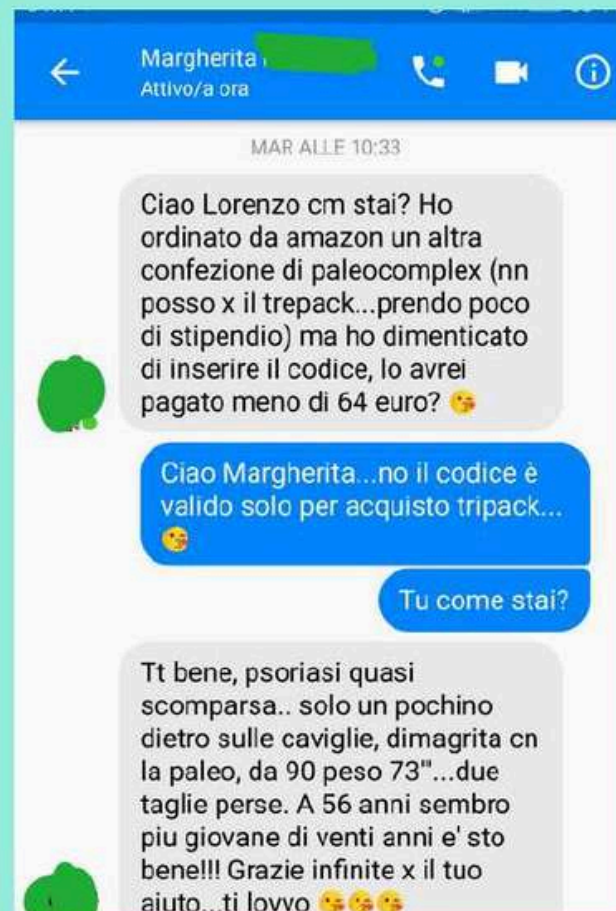 Margherita
Attivo/a ora
MAR ALLE 10:33
Ciao Lorenzo cm stai? Ho
ordinato da amazon un altra
confezione di paleocomplex (nn
posso x il trepack...prendo poco
di stipendio) ma ho dimenticato
di inserire il codice, lo avrei
pagato meno di 64 euro? 😘
Ciao Margherita...no il codice è
valido solo per acquisto tripack...
😘
Tu come stai?
Tt bene, psoriasi quasi
scomparsa.. solo un pochino
dietro sulle caviglie, dimagrita cn
la paleo, da 90 peso 73'''...due
taglie perse. A 56 anni sembro
piu giovane di venti anni e' sto
bene!!! Grazie infinite x il tuo
aiuto...ti lovvo 😘😘😘